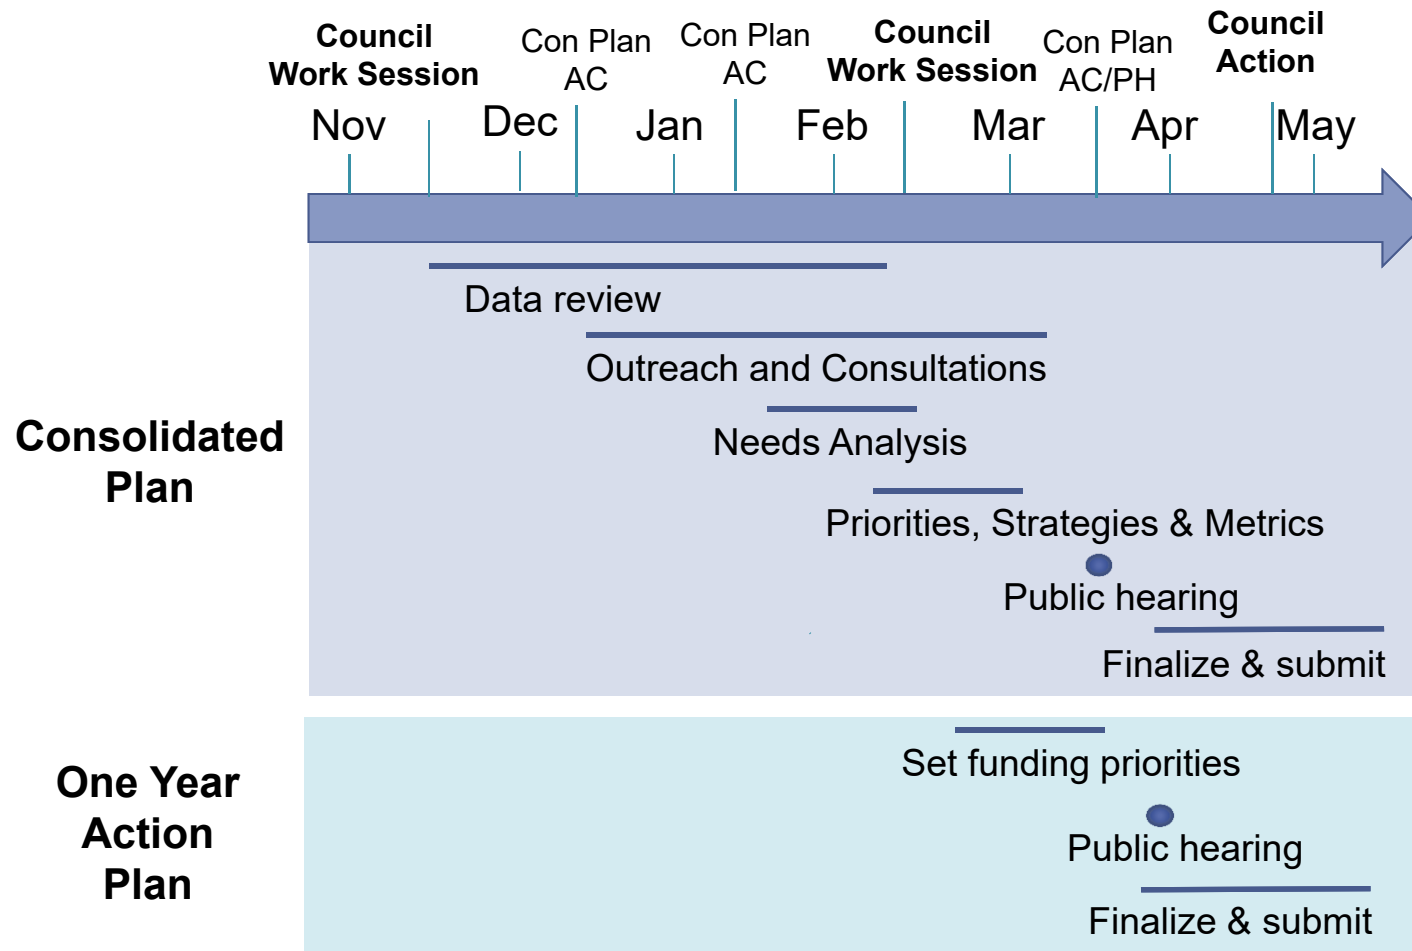 Council
Work Session
Con Plan
AC
Con Plan
AC
Council
Work Session
Con Plan
AC/PH
Council
Action
Nov
Dec
Jan
Feb
Mar
Apr
May
Consolidated
Plan
Data review
Outreach and Consultations
Needs Analysis
Priorities, Strategies & Metrics
Public hearing
Finalize & submit
One Year
Action
Plan
Set funding priorities
Public hearing
Finalize & submit